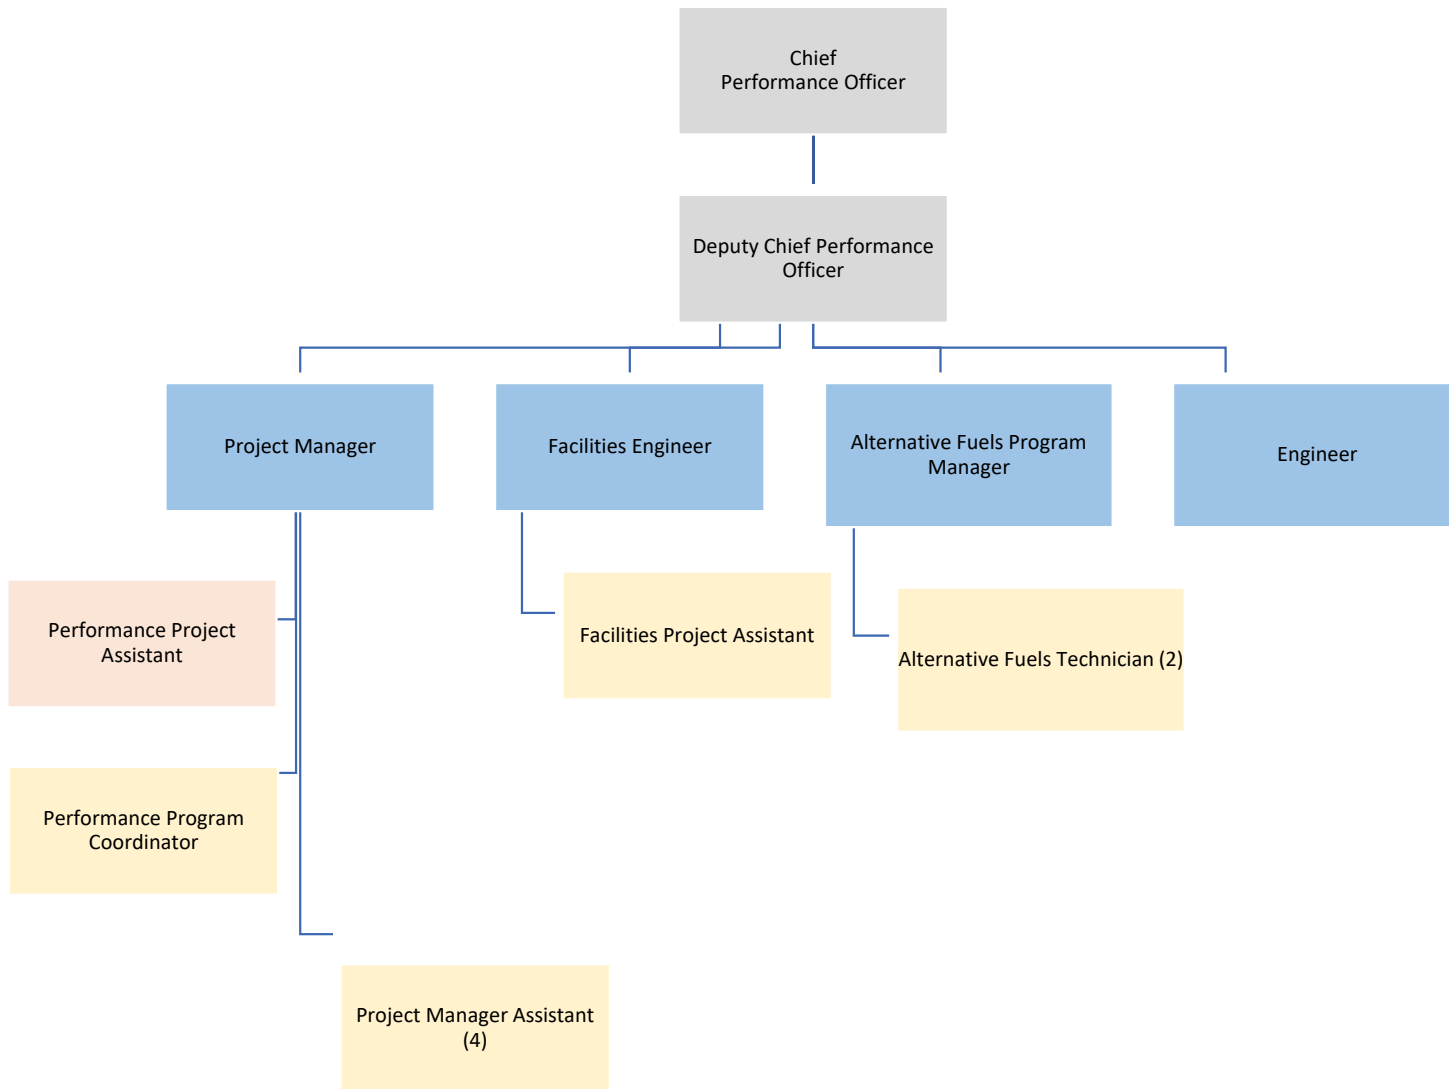 Chief
Performance Officer
Deputy Chief Performance
Officer
Project Manager
Facilities Engineer
Alternative Fuels Program
Manager
Engineer
Performance Project
Assistant
Facilities Project Assistant
Alternative Fuels Technician (2)
Performance Program
Coordinator
Project Manager Assistant
(4)